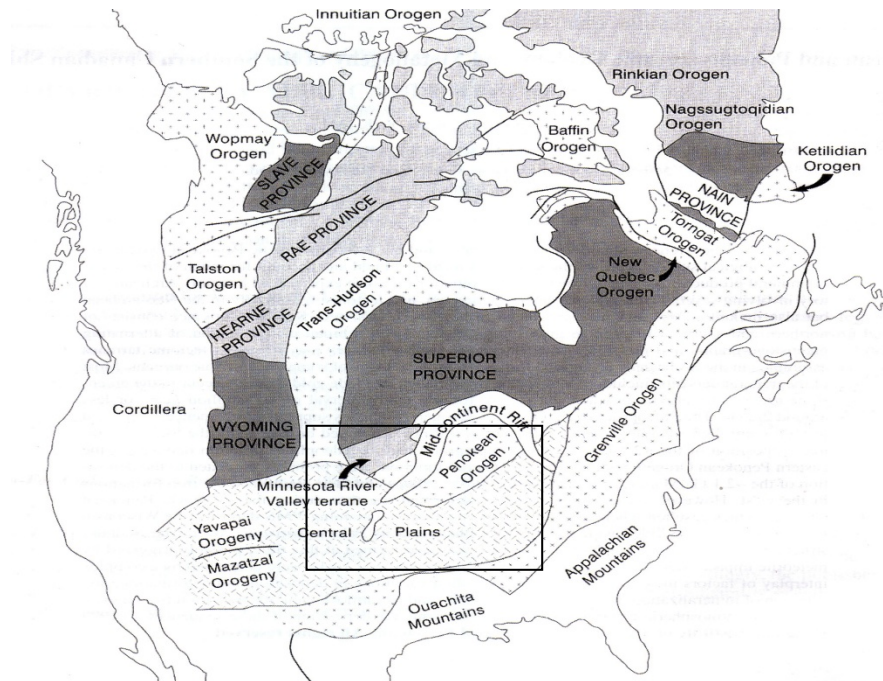 Innuitian Orogen
Rinkian Orogen
Nagssugtoqidian
Orogen
Ketilidian
Orogen
Wopmay
Orogen
SLAVE
PROVINCE
Baffin
Orogen
NAIN
PROVINCE
Torngat
Orogen
RAE PROVINCE
Talston
Orogen
New
Quebec
Orogen
HEARNE
PROVINCE
Trans-Hudson
Orogen
SUPERIOR
PROVINCE
Cordillera
WYOMING
PROVINCE
Mid-continent Rift
Penokean
Orogen
Grenville Orogen
Minnesota River
Valley terrane
Yavapai
Orogeny
Central Plains
Mazatzal
Orogeny
Appalachian
Mountains
Ouachita
Mountains